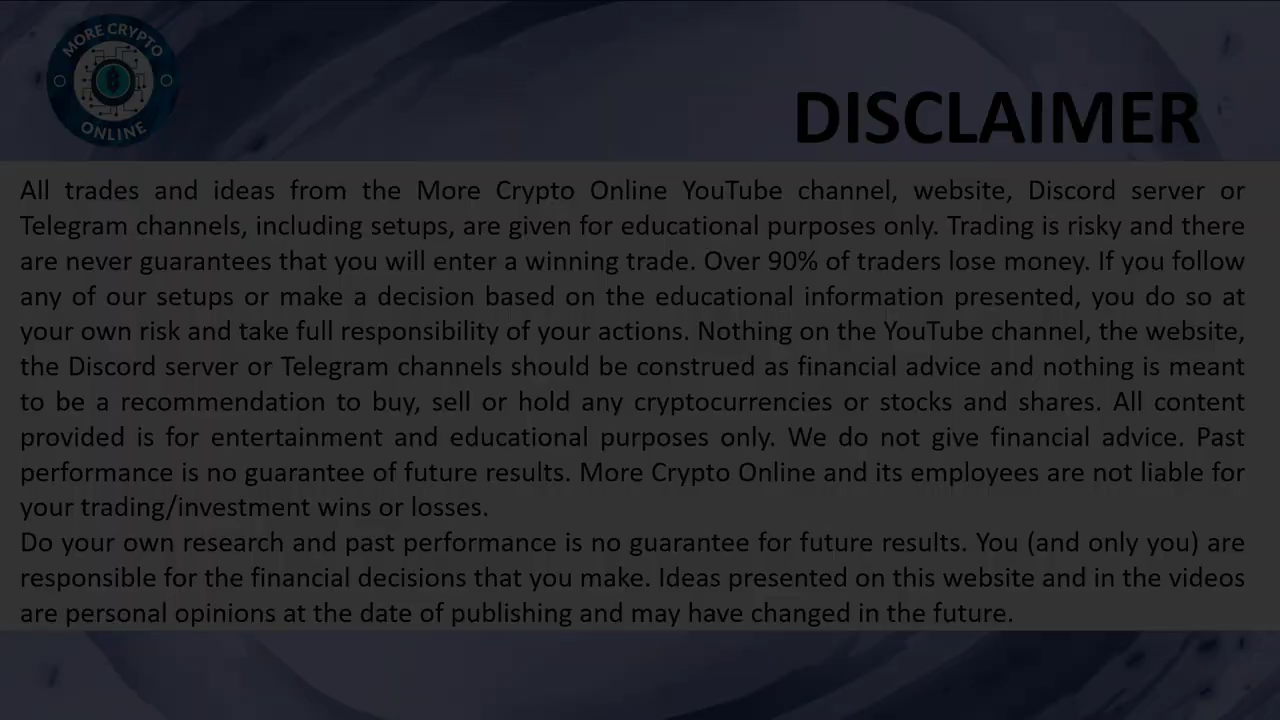 MORE CRYPTO
ONLINE
DISCLAIMER
All trades and ideas from the More Crypto Online YouTube channel, website, Discord server or
Telegram channels, including setups, are given for educational purposes only. Trading is risky and there
are never guarantees that you will enter a winning trade. Over 90% of traders lose money. If you follow
any of our setups or make a decision based on the educational information presented, you do so at
your own risk and take full responsibility of your actions. Nothing on the YouTube channel, the website,
the Discord server or Telegram channels should be construed as financial advice and nothing is meant
to be a recommendation to buy, sell or hold any cryptocurrencies or stocks and shares. All content
provided is for entertainment and educational purposes only. We do not give financial advice. Past
performance is no guarantee of future results. More Crypto Online and its employees are not liable for
your trading/investment wins or losses.
Do your own research and past performance is no guarantee for future results. You (and only you) are
responsible for the financial decisions that you make. Ideas presented on this website and in the videos
are personal opinions at the date of publishing and may have changed in the future.